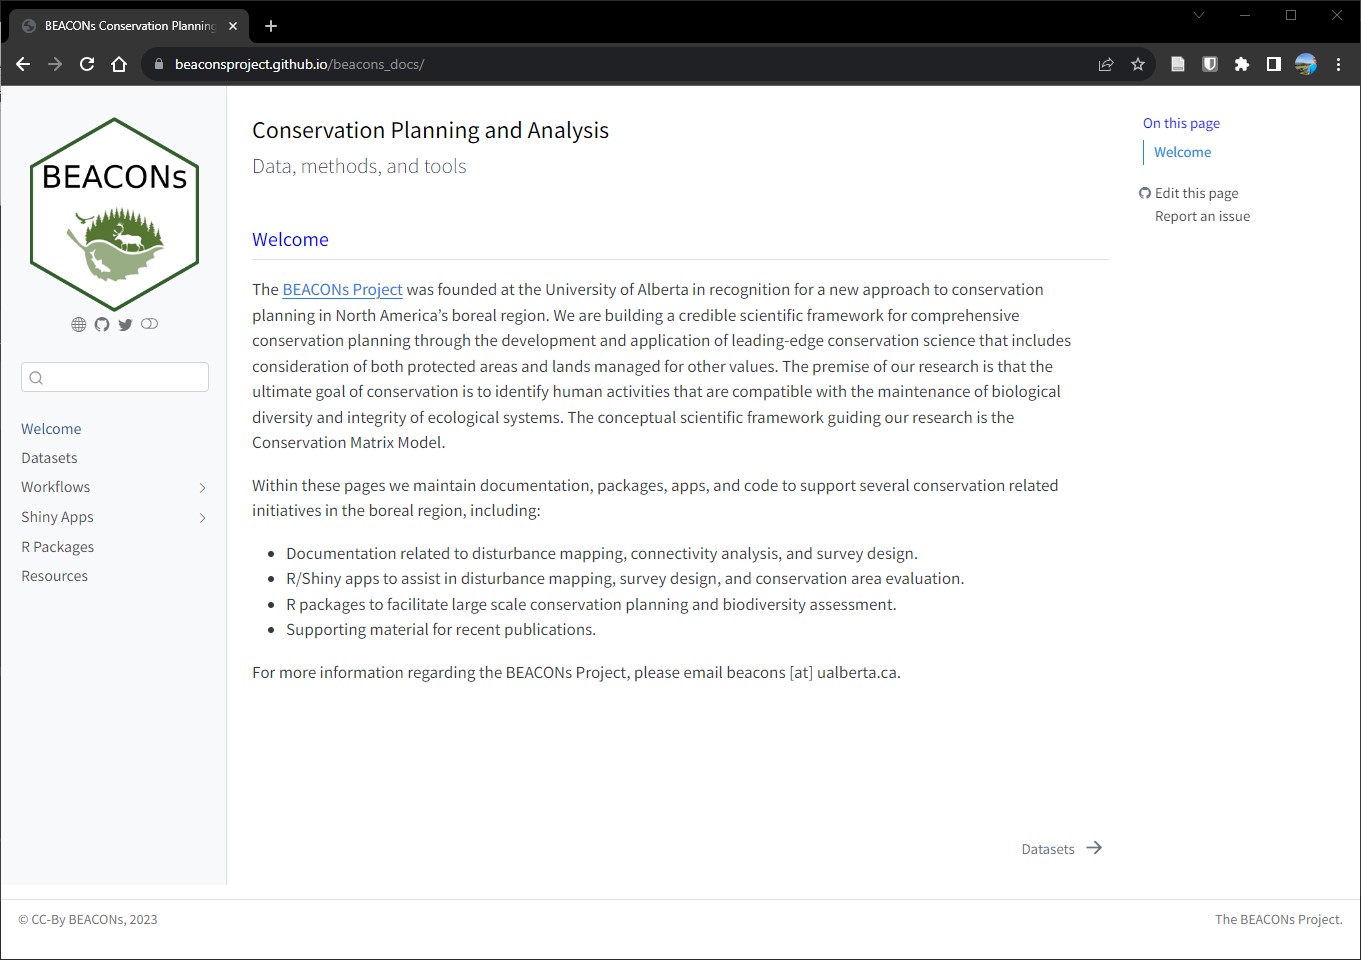 BEACONs Conservation Planning
beaconsproject.github.io/beacons_docs/
BEACONs
Welcome
Datasets
Workflows
Shiny Apps
R Packages
Resources
Conservation Planning and Analysis
Data, methods, and tools
Welcome
The BEACONs Project was founded at the University of Alberta in recognition for a new approach to conservation
planning in North America’s boreal region. We are building a credible scientific framework for comprehensive
conservation planning through the development and application of leading-edge conservation science that includes
consideration of both protected areas and lands managed for other values. The premise of our research is that the
ultimate goal of conservation is to identify human activities that are compatible with the maintenance of biological
diversity and integrity of ecological systems. The conceptual scientific framework guiding our research is the
Conservation Matrix Model.
Within these pages we maintain documentation, packages, apps, and code to support several conservation related
initiatives in the boreal region, including:
• Documentation related to disturbance mapping, connectivity analysis, and survey design.
• R/Shiny apps to assist in disturbance mapping, survey design, and conservation area evaluation.
• R packages to facilitate large scale conservation planning and biodiversity assessment.
• Supporting material for recent publications.
For more information regarding the BEACONs Project, please email beacons [at] ualberta.ca.
Datasets
On this page
Welcome
Edit this page
Report an issue
© CC-By BEACONs, 2023
The BEACONs Project.